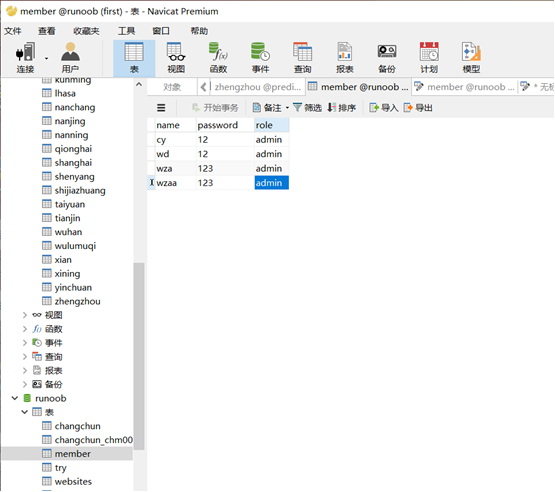 member @runoob (first) - 表 - Navicat Premium
文件 查看 收藏夹 工具 窗口 帮助
连接 用户 表 视图 函数 事件 查询 报表 备份 计划 模型
对象 zhengzhou @predi... member @runoob ... member @runoob ... * 无标
开始事务 备注 筛选 排序 导入 导出
name password role
cy 12 admin
wd 12 admin
wza 123 admin
wzaa 123 admin
kunming
lhasa
nanchang
nanjing
nanning
qionghai
shanghai
shenyang
shijiazhuang
taiyuan
tianjin
wuhan
wulumuqi
xian
xining
yinchuan
zhengzhou
视图
函数
事件
查询
报表
备份
runoob
表
changchun
changchun_chm00
member
try
websites